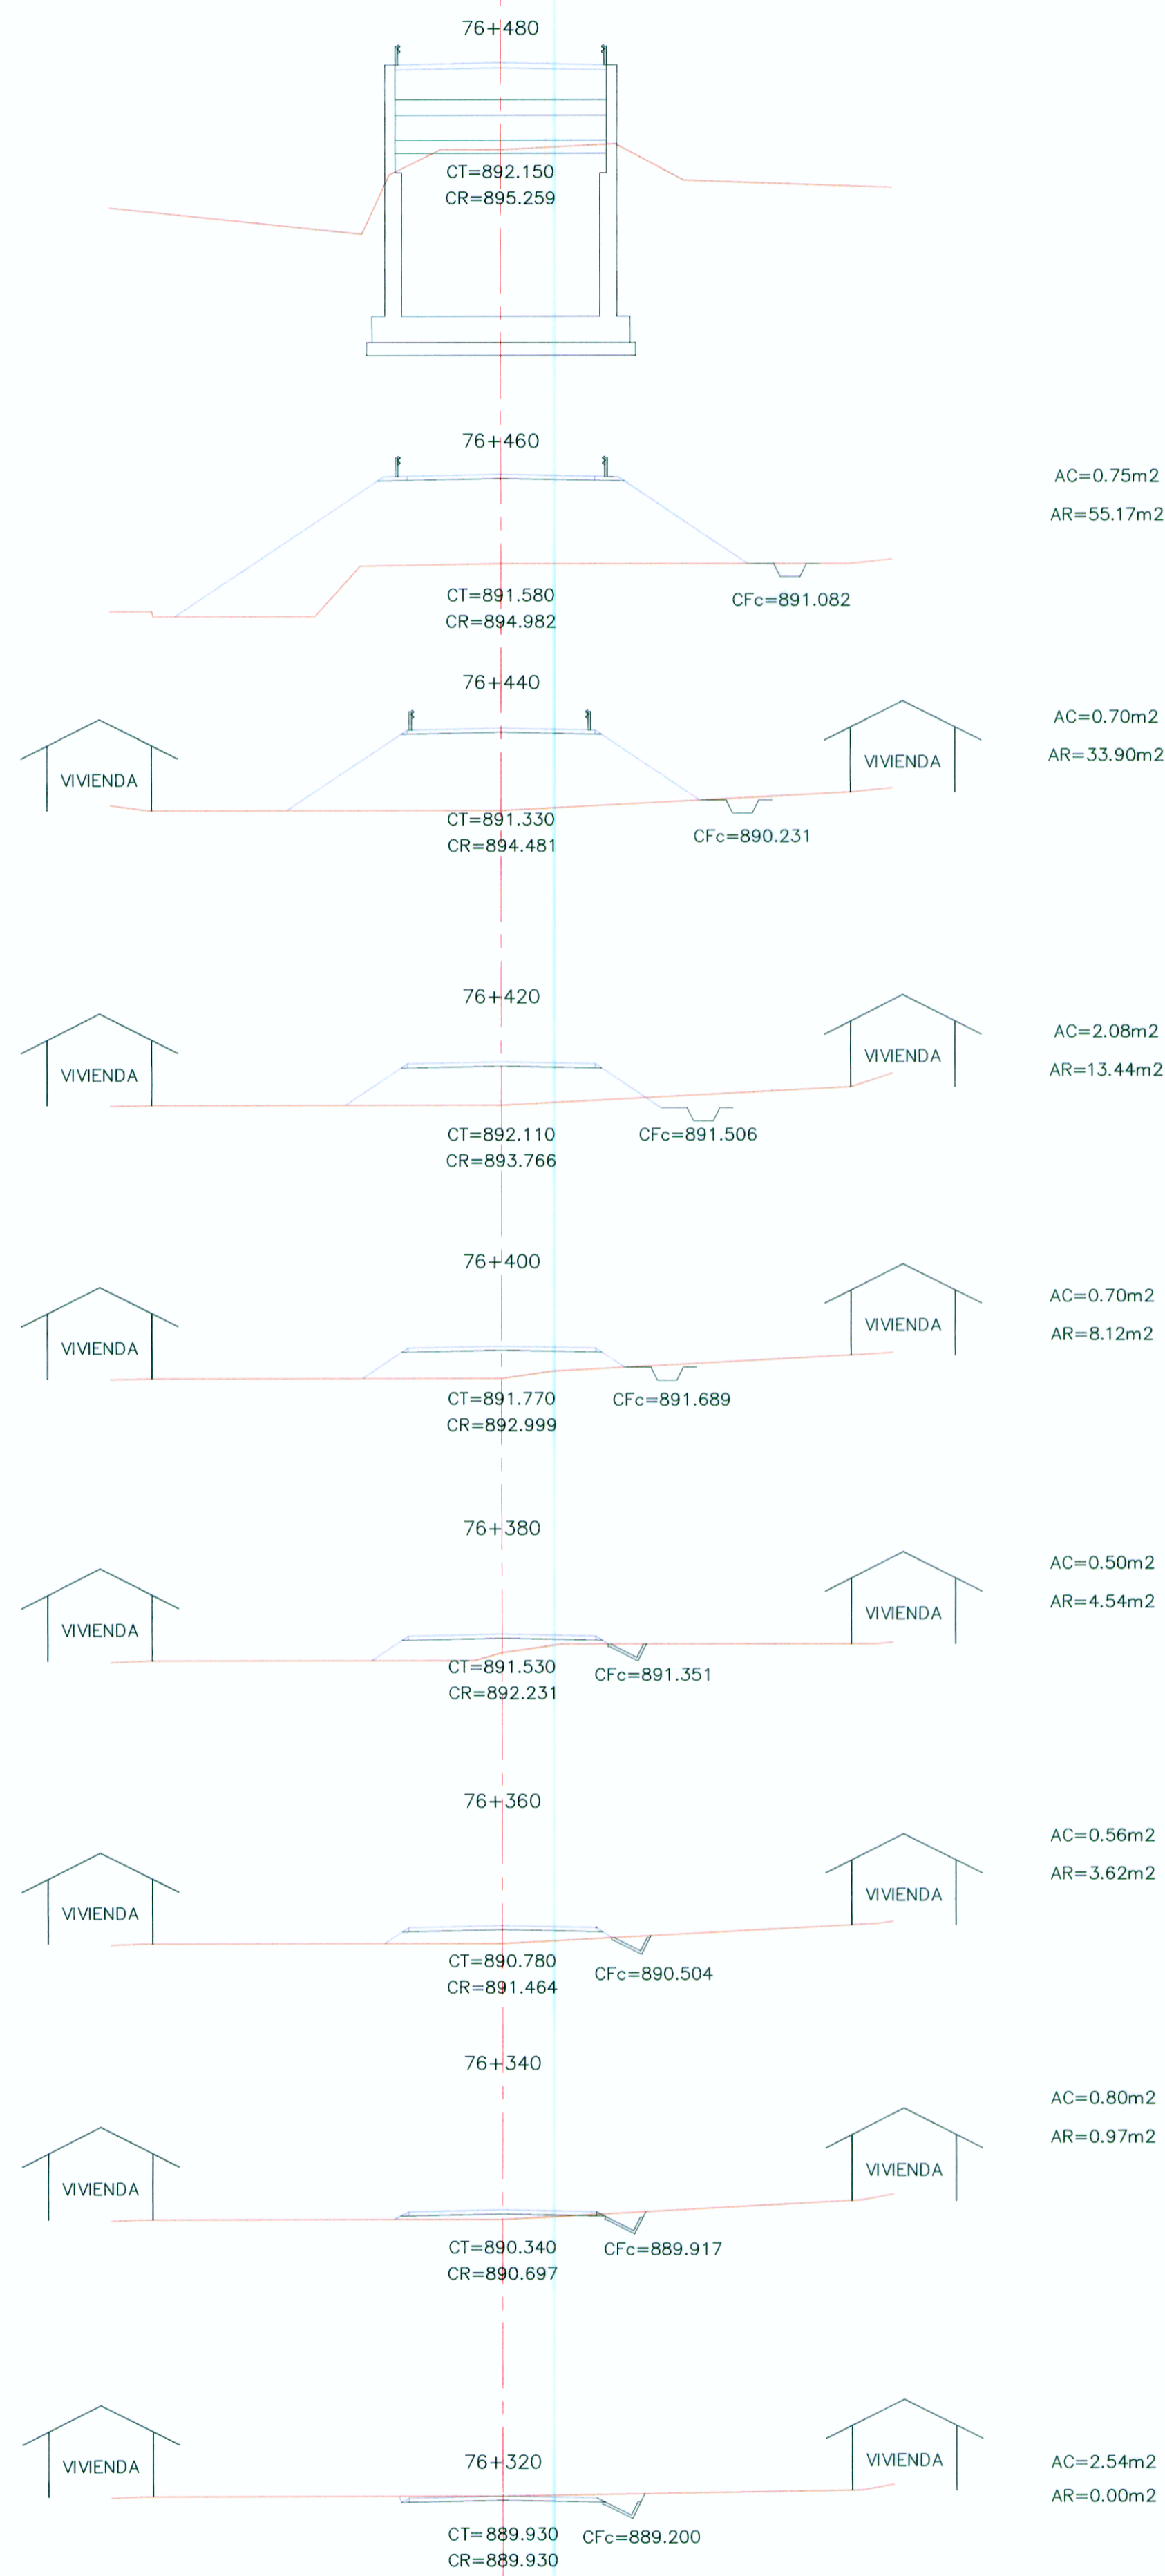 76+480
CT=892.150
CR=895.259
76+460
AC=0.75m2
AR=55.17m2
CT=891.580
CR=894.982
CFc=891.082
76+440
AC=0.70m2
AR=33.90m2
VIVIENDA
VIVIENDA
CT=891.330
CR=894.481
CFc=890.231
76+420
AC=2.08m2
AR=13.44m2
VIVIENDA
VIVIENDA
CT=892.110
CR=893.766
CFc=891.506
76+400
AC=0.70m2
AR=8.12m2
VIVIENDA
VIVIENDA
CT=891.770
CR=892.999
CFc=891.689
76+380
AC=0.50m2
AR=4.54m2
VIVIENDA
VIVIENDA
CT=891.530
CR=892.231
CFc=891.351
76+360
AC=0.56m2
AR=3.62m2
VIVIENDA
VIVIENDA
CT=890.780
CR=891.464
CFc=890.504
76+340
AC=0.80m2
AR=0.97m2
VIVIENDA
VIVIENDA
CT=890.340
CR=890.697
CFc=889.917
76+320
AC=2.54m2
AR=0.00m2
VIVIENDA
VIVIENDA
CT=889.930
CR=889.930
CFc=889.200